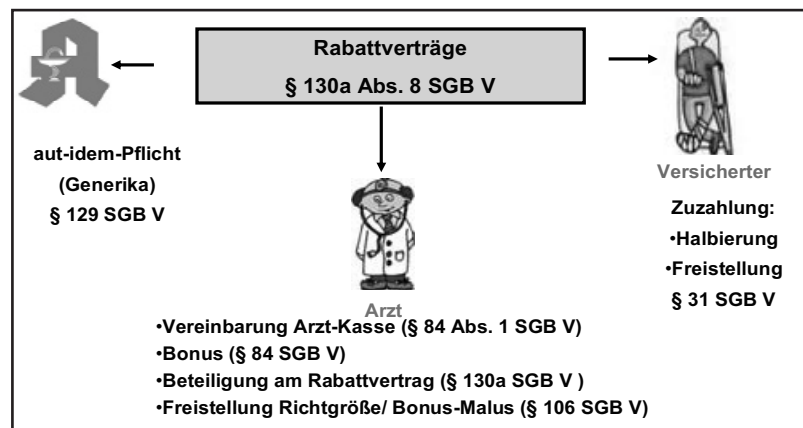 Rabattverträge
§ 130a Abs. 8 SGB V
aut-idem-Pflicht
(Generika)
§ 129 SGB V
Versicherter
Zuzahlung:
•Halbierung
•Freistellung
§ 31 SGB V
Arzt
•Vereinbarung Arzt-Kasse (§ 84 Abs. 1 SGB V)
•Bonus (§ 84 SGB V)
•Beteiligung am Rabattvertrag (§ 130a SGB V )
•Freistellung Richtgröße/ Bonus-Malus (§ 106 SGB V)